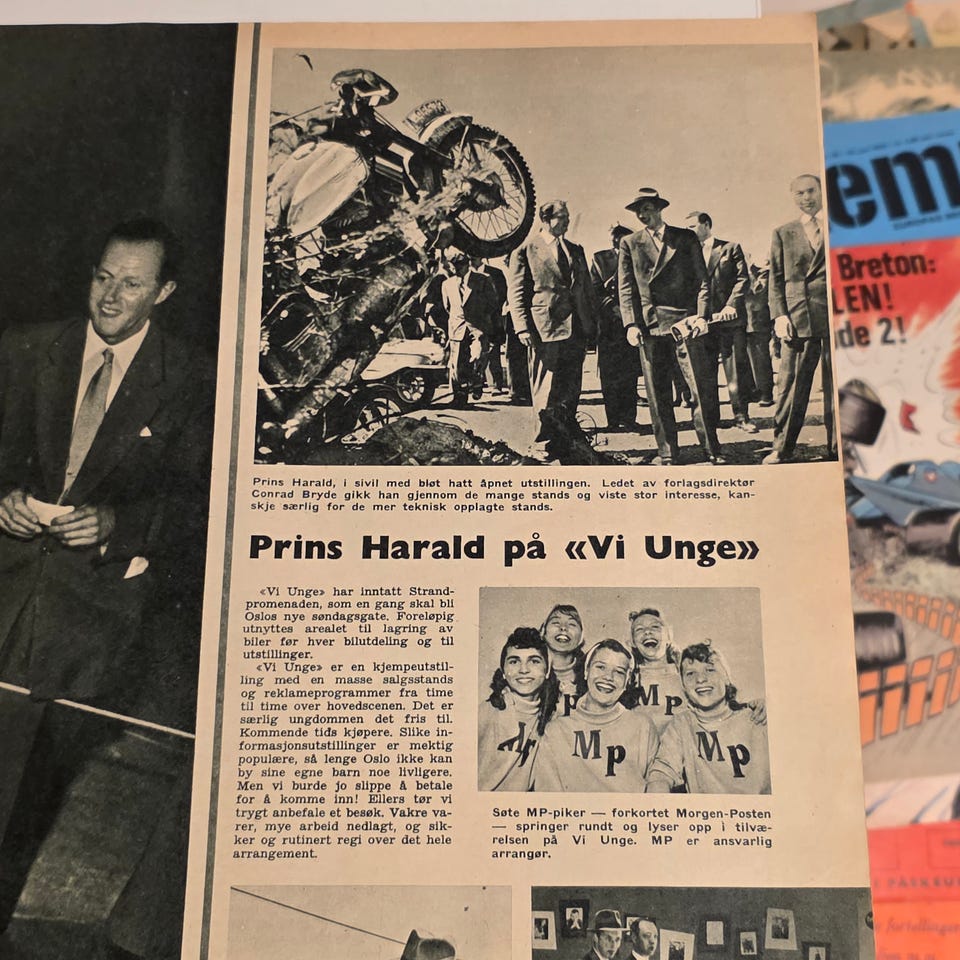 Prins Harald, i sivil med bløt hatt åpnet utstillingen. Ledet av forlagsdirektør
Conrad Bryde gikk han gjennom de mange stands og viste stor interesse, kan-
skje særlig for de mer teknisk opplagte stands.
Prins Harald på «Vi Unge»
«Vi Unge» har inntatt Strand-
promenaden, som en gang skal bli
Oslos nye søndagsgate. Foreløpig
utnyttes arealet til lagring av
biler før hver bilutdeling og til
utstillinger.
«Vi Unge» er en kjempeutstil-
ling med en masse salgsstands
og reklameprogrammer fra time
til time over hovedscenen. Det er
særlig ungdommen det fris til.
Kommende tids kjøpere. Slike in-
formasjonsutstillinger er mektig
populære, så lenge Oslo ikke kan
by sine egne barn noe livligere.
Men vi burde jo slippe å betale
for å komme inn! Ellers tør vi
trygt anbefale et besøk. Vakre va-
rer, mye arbeid nedlagt, og sik-
ker og rutinert regi over det hele
arrangement.
Mp
Mp
Mp
Søte MP-piker — forkortet Morgen-Posten
— springer rundt og lyser opp i tilvæ-
relsen på Vi Unge. MP er ansvarlig
arrangør.
em
Breton:
LEN!
de 2!